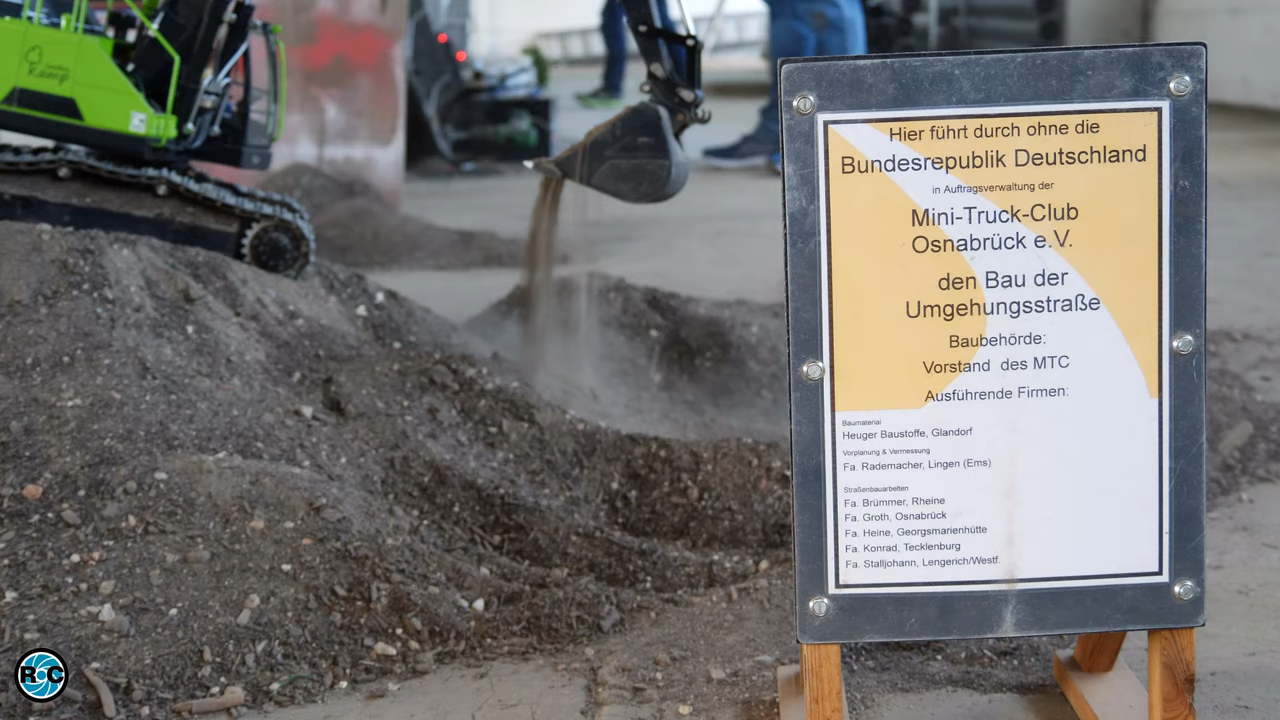 Kamp
Hier führt durch ohne die
Bundesrepublik Deutschland
in Auftragsverwaltung der
Mini-Truck-Club
Osnabrück e.V.
den Bau der
Umgehungsstraße
Baubehörde:
Vorstand des MTC
Ausführende Firmen:
Baumaterial
Heuger Baustoffe, Glandorf
Vorplanung & Vermessung
Fa. Rademacher, Lingen (Ems)
Straßenbauarbeiten
Fa. Brümmer, Rheine
Fa. Groth, Osnabrück
Fa. Heine, Georgsmarienhütte
Fa. Konrad, Tecklenburg
Fa. Stalljohann, Lengerich/Westf.
RC